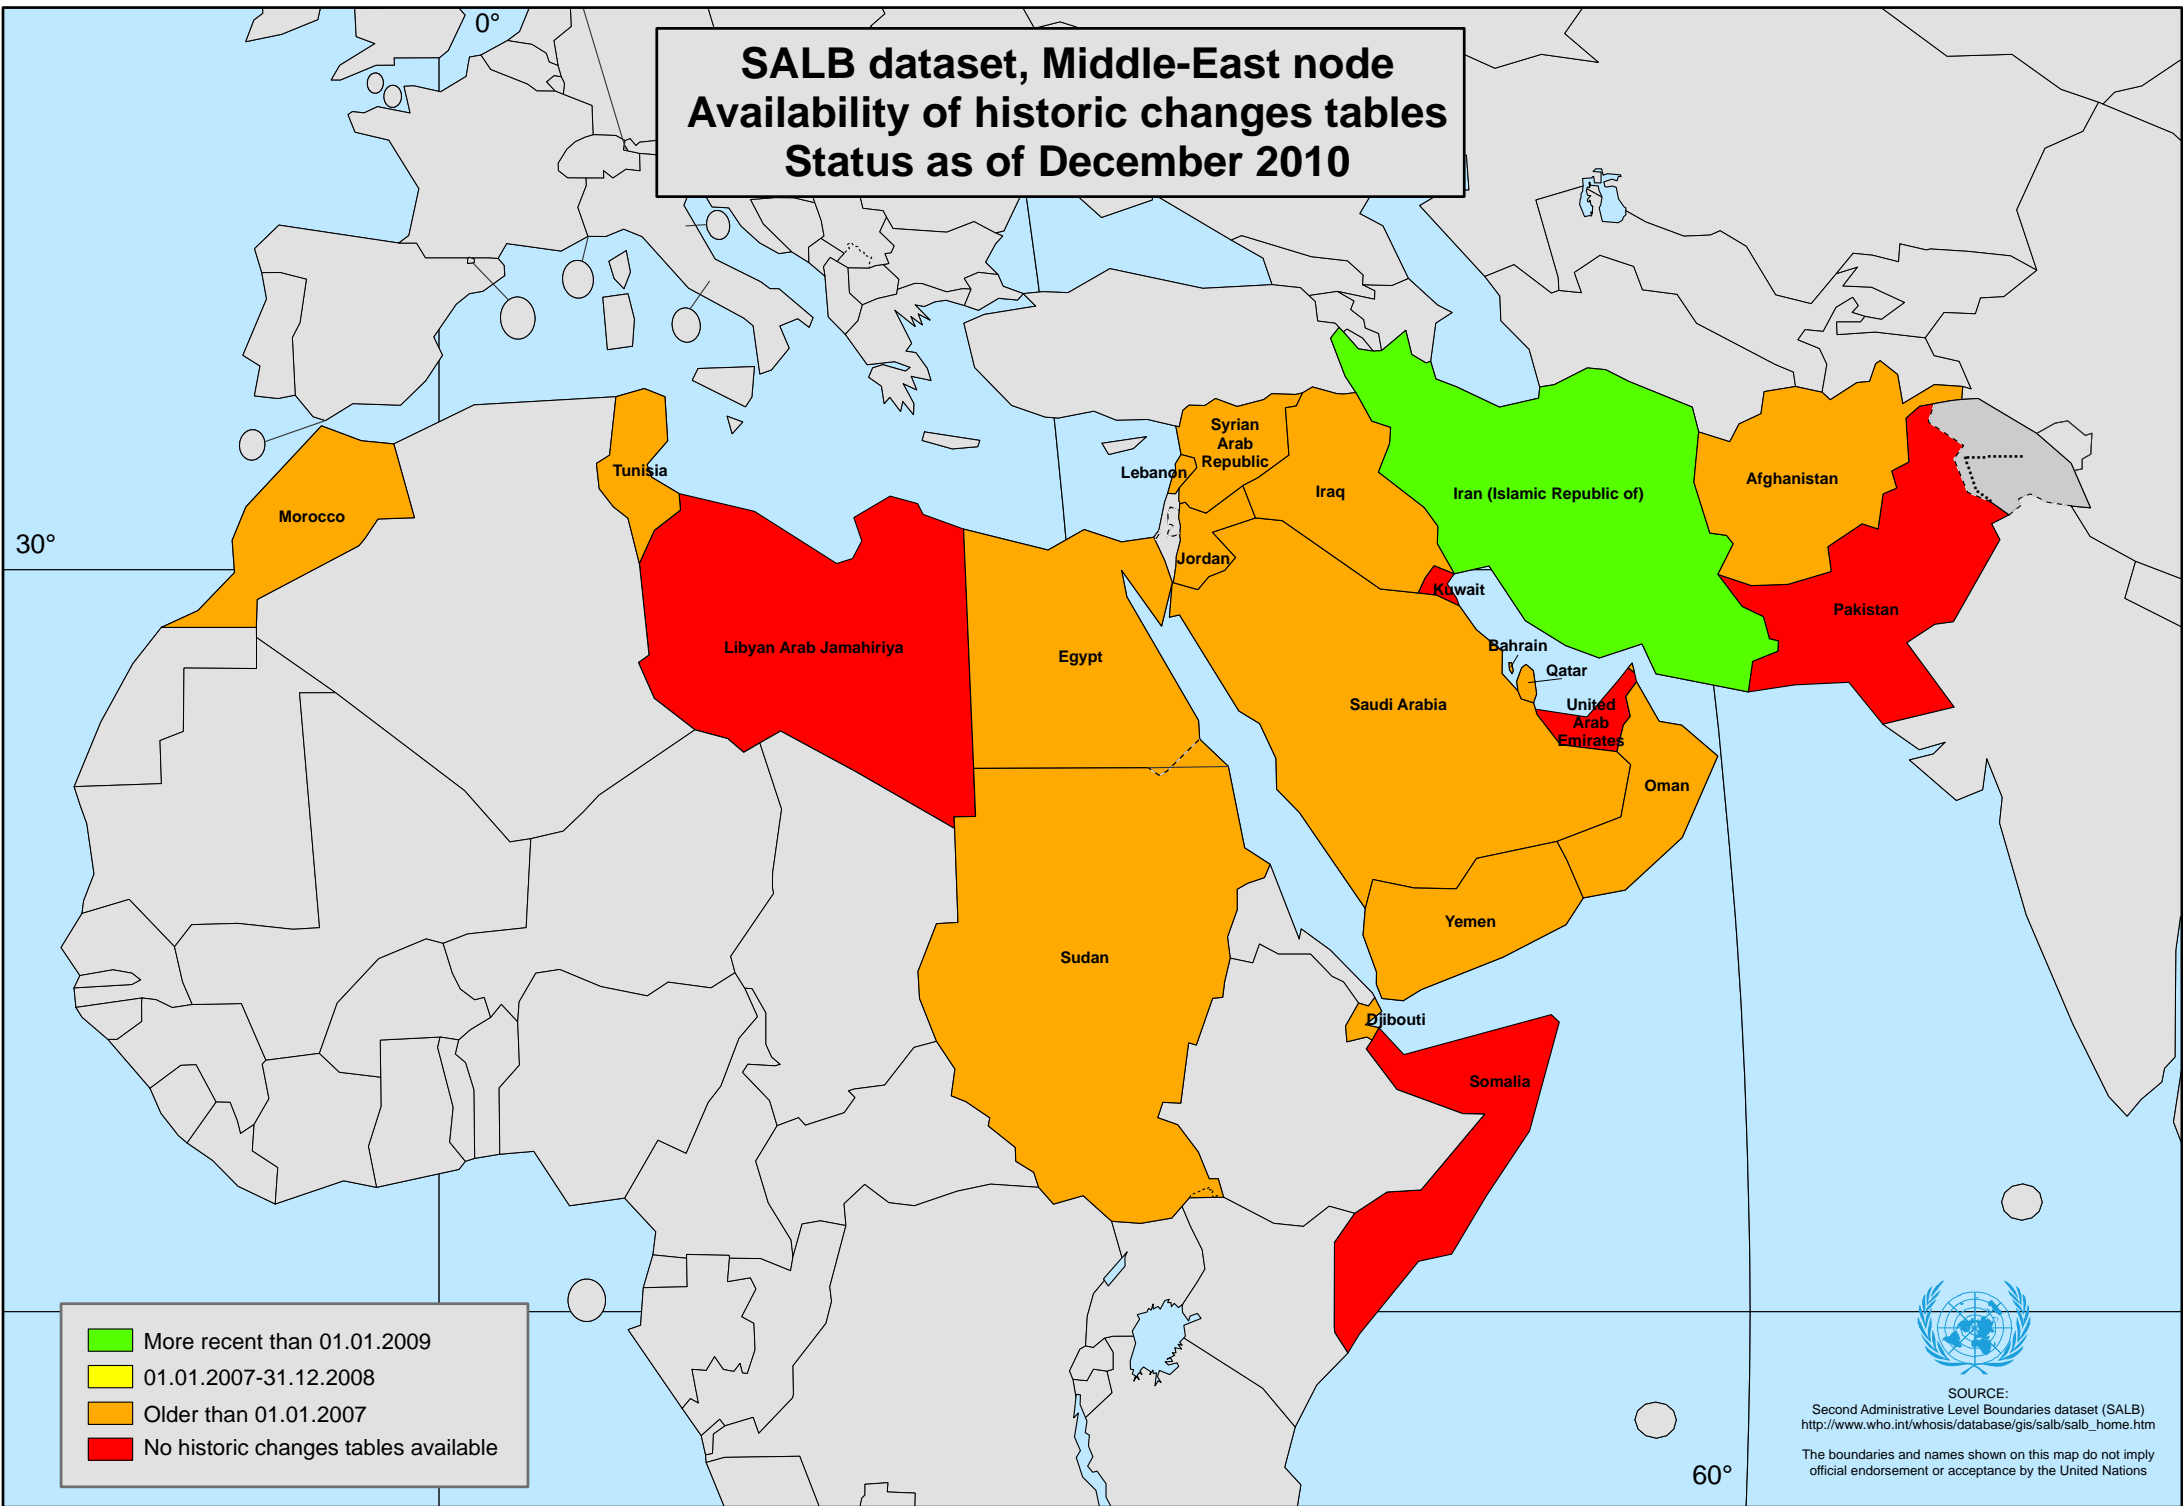 0°
SALB dataset, Middle-East node
Availability of historic changes tables
Status as of December 2010
Syrian
Arab
Republic
Lebanon
Tunisia
Morocco
Iraq
Iran (Islamic Republic of)
Afghanistan
30°
Jordan
Kuwait
Pakistan
Libyan Arab Jamahiriya
Egypt
Bahrain
Qatar
Saudi Arabia
United
Arab
Emirates
Oman
Yemen
Sudan
Djibouti
Somalia
More recent than 01.01.2009
01.01.2007-31.12.2008
Older than 01.01.2007
No historic changes tables available
60°
SOURCE:
Second Administrative Level Boundaries dataset (SALB)
http://www.who.int/whosis/database/gis/salb/salb_home.htm
The boundaries and names shown on this map do not imply
official endorsement or acceptance by the United Nations